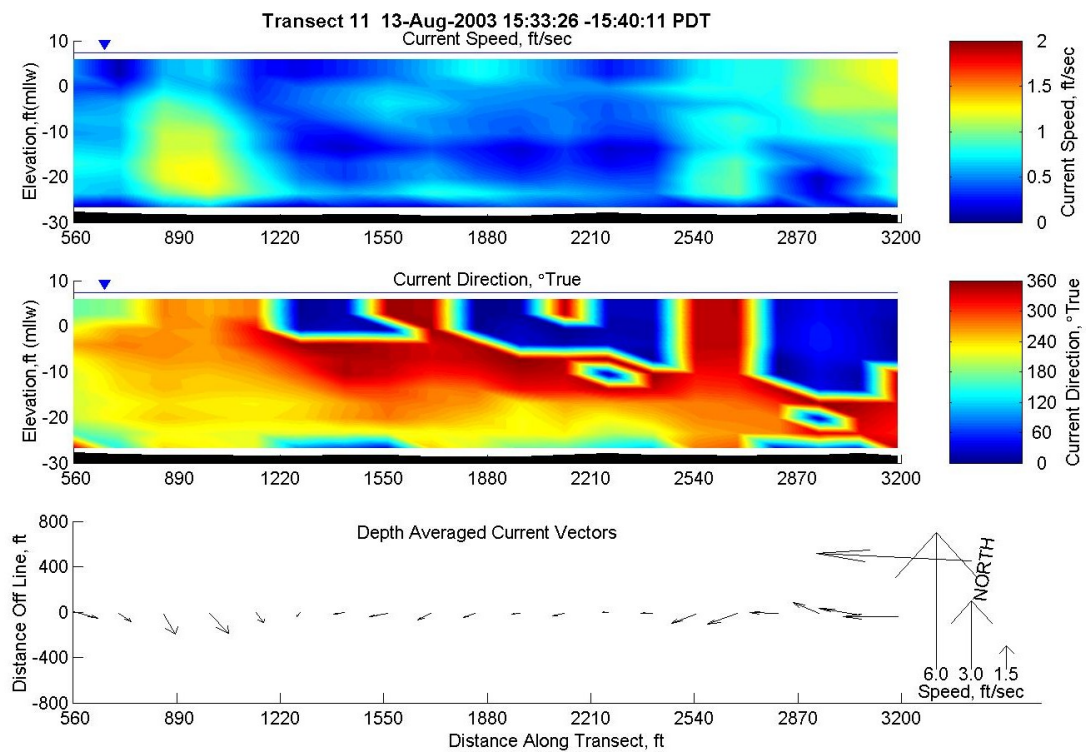 Transect 11 13-Aug-2003 15:33:26 -15:40:11 PDT
Current Speed, ft/sec
Elevation,ft(mllw)
10
0
-10
-20
-30
560 890 1220 1550 1880 2210 2540 2870 3200
2
1.5
1
0.5
0
Current Speed, ft/sec
Current Direction, °True
Elevation,ft (mllw)
10
0
-10
-20
-30
560 890 1220 1550 1880 2210 2540 2870 3200
360
300
240
180
120
60
0
Current Direction, °True
Depth Averaged Current Vectors
Distance Off Line, ft
800
400
0
-400
-800
560 890 1220 1550 1880 2210 2540 2870 3200
Distance Along Transect, ft
NORTH
6.0 3.0 1.5
Speed, ft/sec